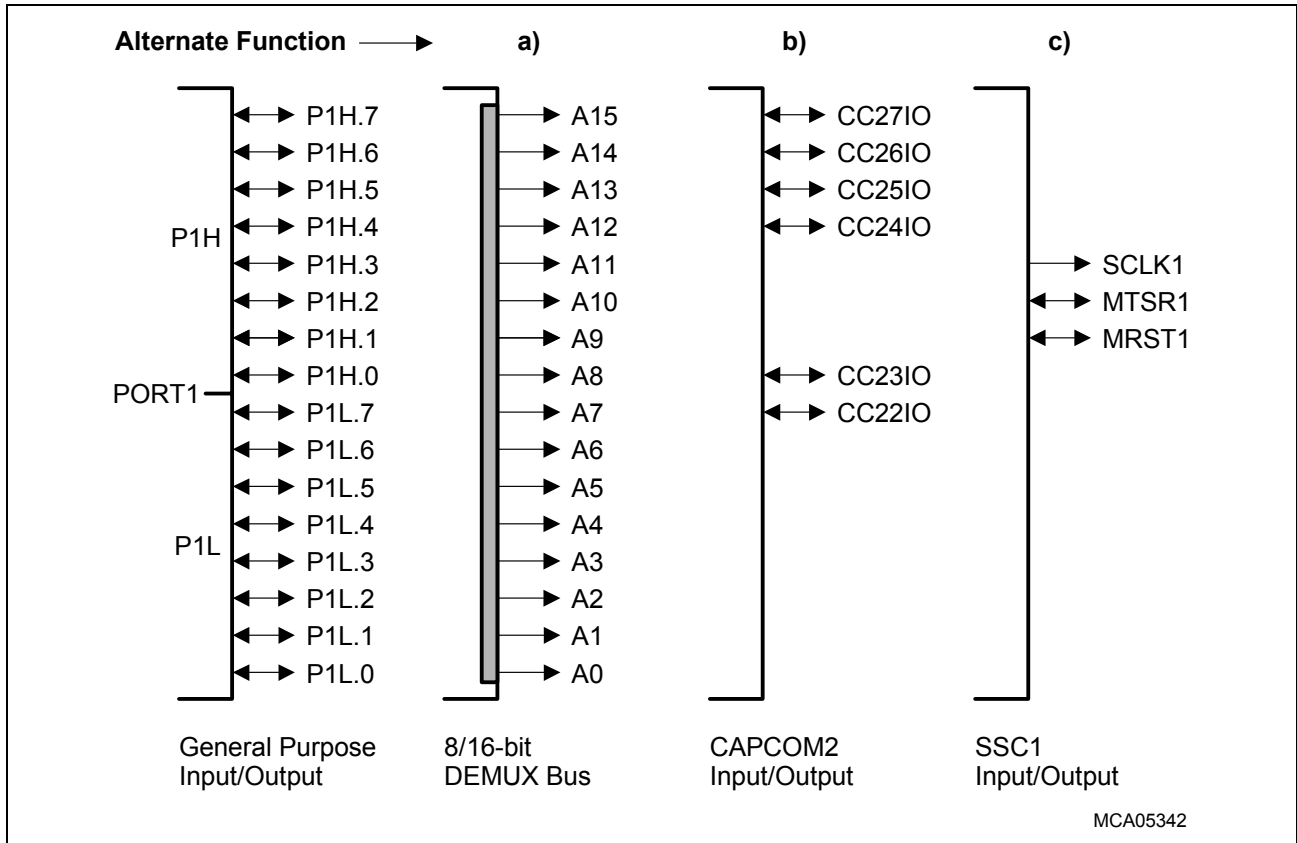 Alternate Function a) b) c)
P1H.7 A15 CC27IO
P1H.6 A14 CC26IO
P1H.5 A13 CC25IO
P1H.4 A12 CC24IO
P1H
P1H.3 A11 SCLK1
P1H.2 A10 MTSR1
P1H.1 A9 MRST1
P1H.0 A8 CC23IO
PORT1
P1L.7 A7 CC22IO
P1L.6 A6
P1L.5 A5
P1L.4 A4
P1L
P1L.3 A3
P1L.2 A2
P1L.1 A1
P1L.0 A0
General Purpose 8/16-bit CAPCOM2 SSC1
Input/Output DEMUX Bus Input/Output Input/Output
MCA05342